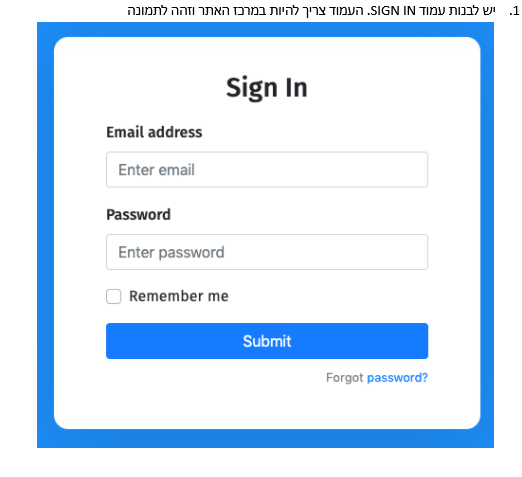 1. יש לבנות עמוד SIGN IN. העמוד צריך להיות במרכז האתר וזהה לתמונה
Sign In
Email address
Enter email
Password
Enter password
Remember me
Submit
Forgot password?